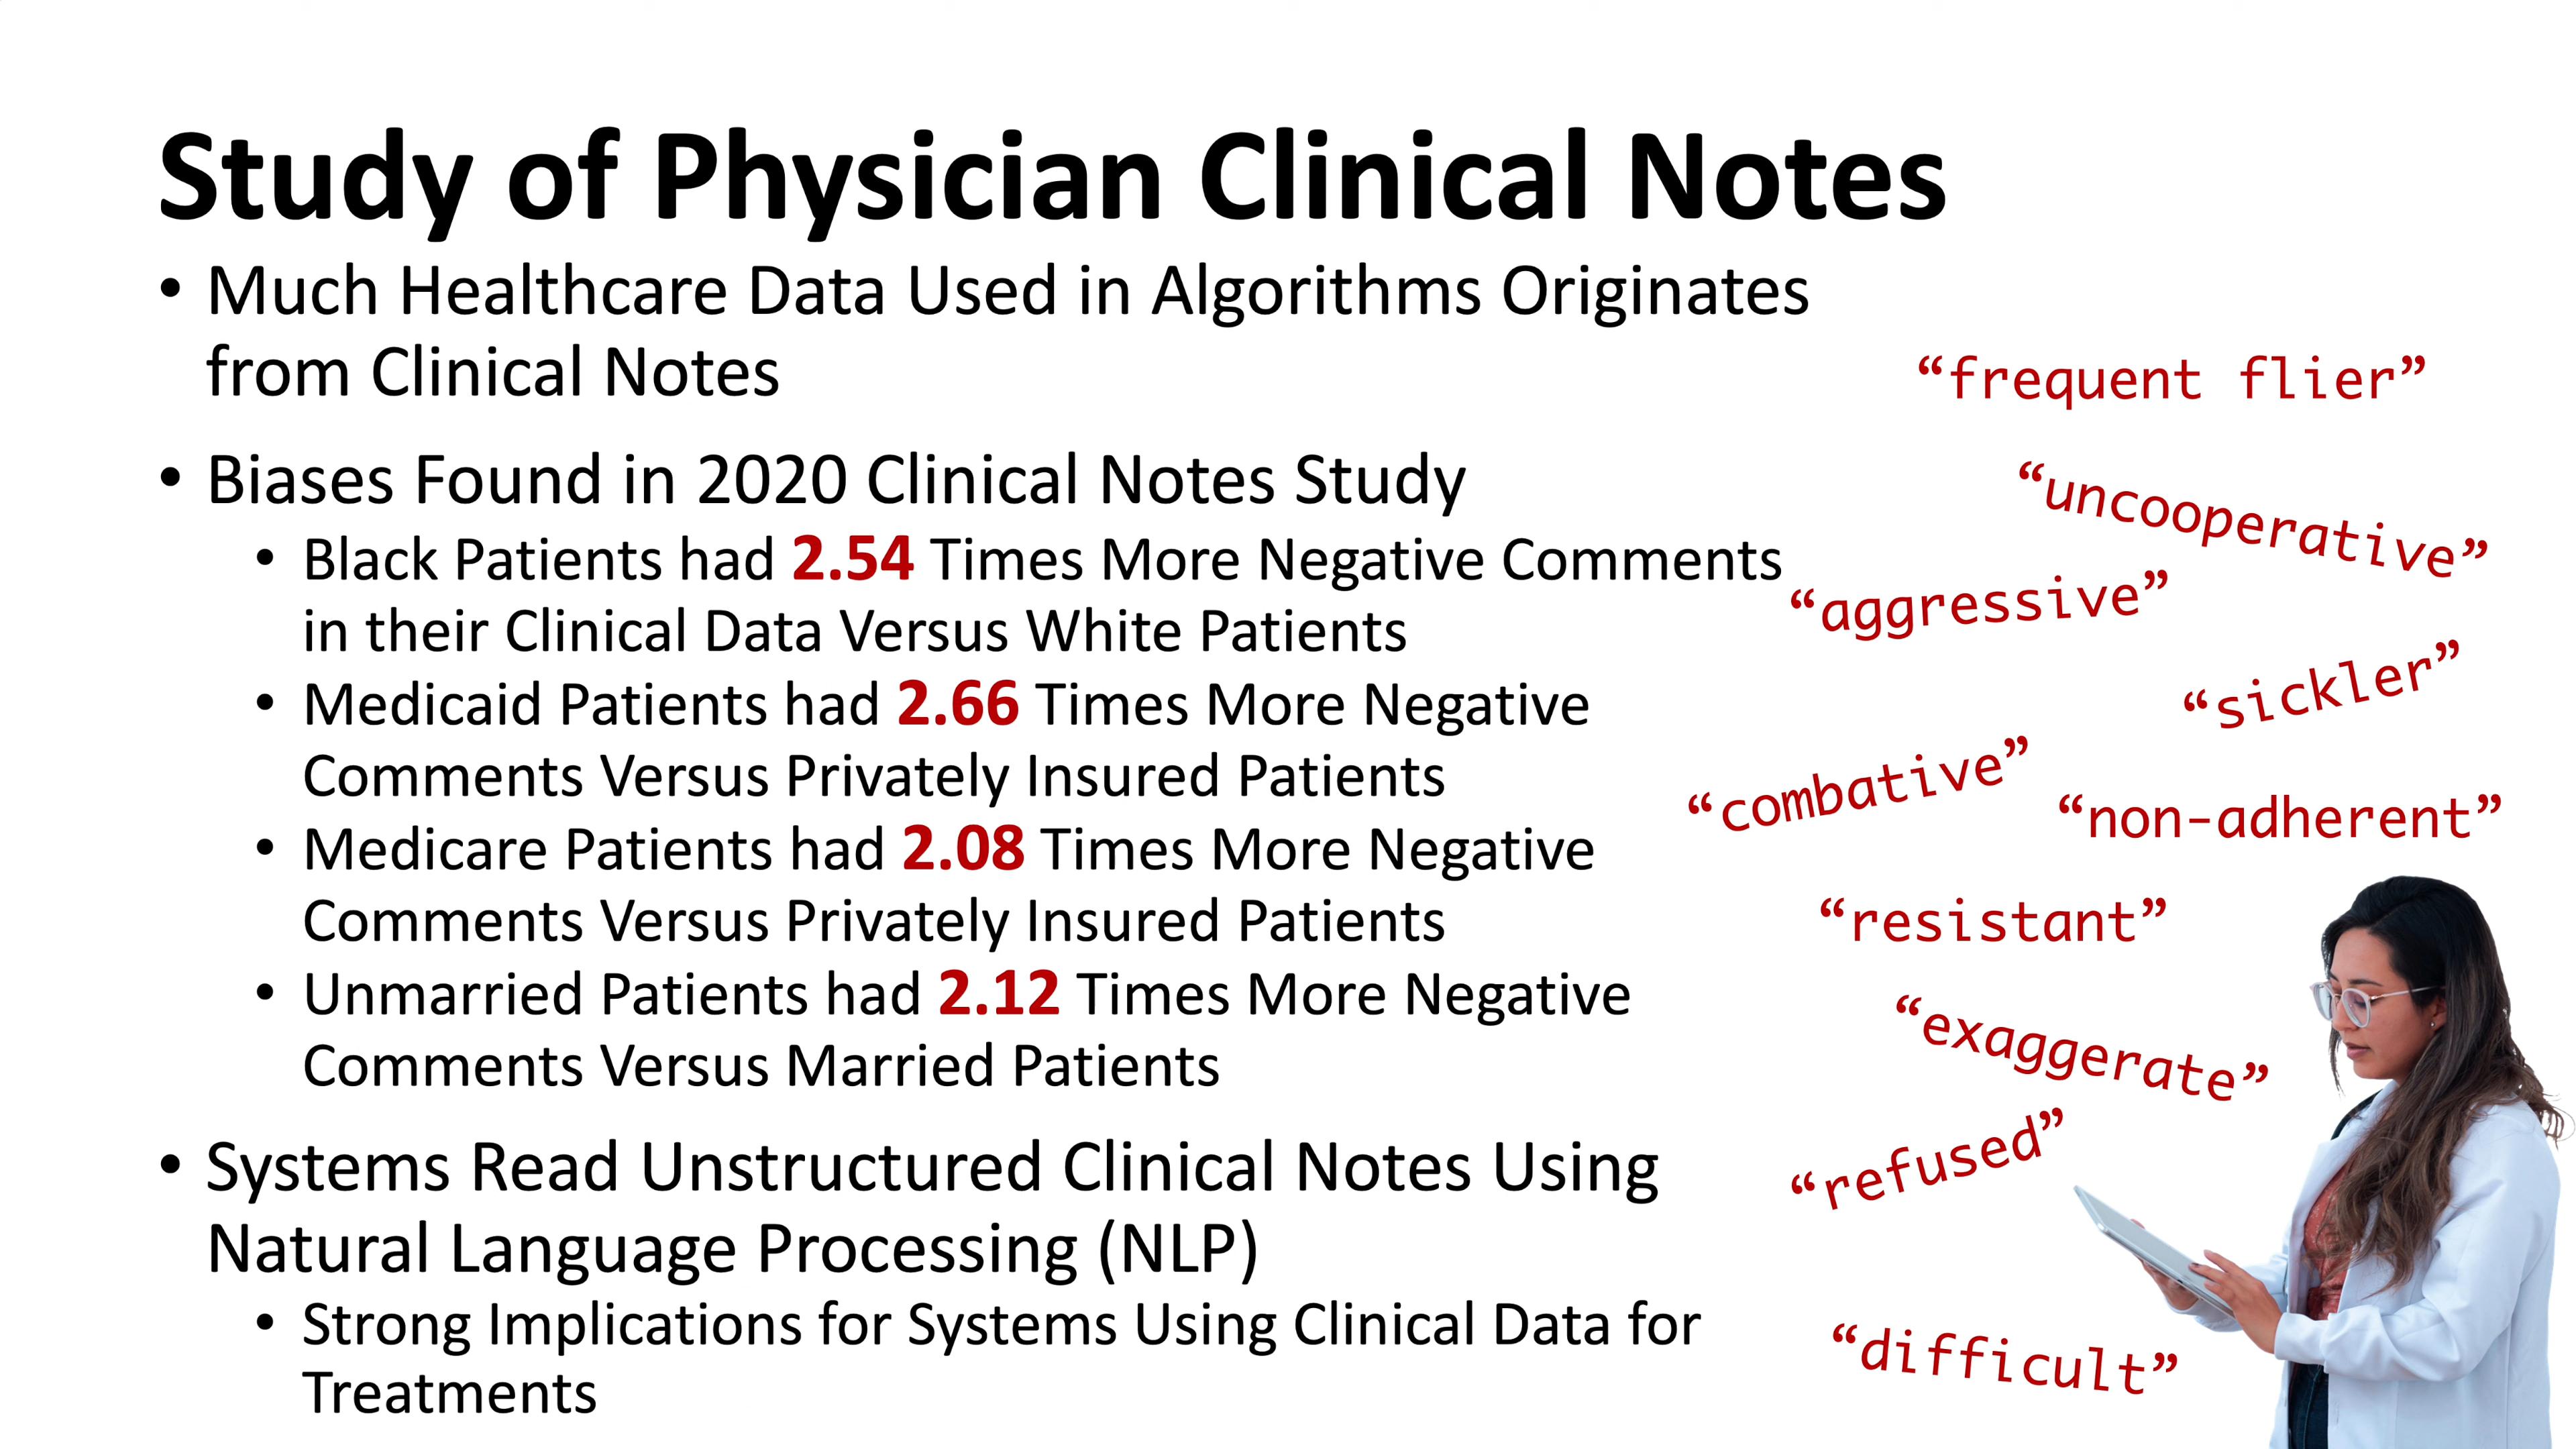 Study of Physician Clinical Notes
• Much Healthcare Data Used in Algorithms Originates
from Clinical Notes
• Biases Found in 2020 Clinical Notes Study
• Black Patients had 2.54 Times More Negative Comments
in their Clinical Data Versus White Patients
• Medicaid Patients had 2.66 Times More Negative
Comments Versus Privately Insured Patients
• Medicare Patients had 2.08 Times More Negative
Comments Versus Privately Insured Patients
• Unmarried Patients had 2.12 Times More Negative
Comments Versus Married Patients
• Systems Read Unstructured Clinical Notes Using
Natural Language Processing (NLP)
• Strong Implications for Systems Using Clinical Data for
Treatments
“frequent flier”
“uncooperative”
“aggressive”
“sickler”
“combative”
“non-adherent”
“resistant”
“exaggerate”
“refused”
“difficult”